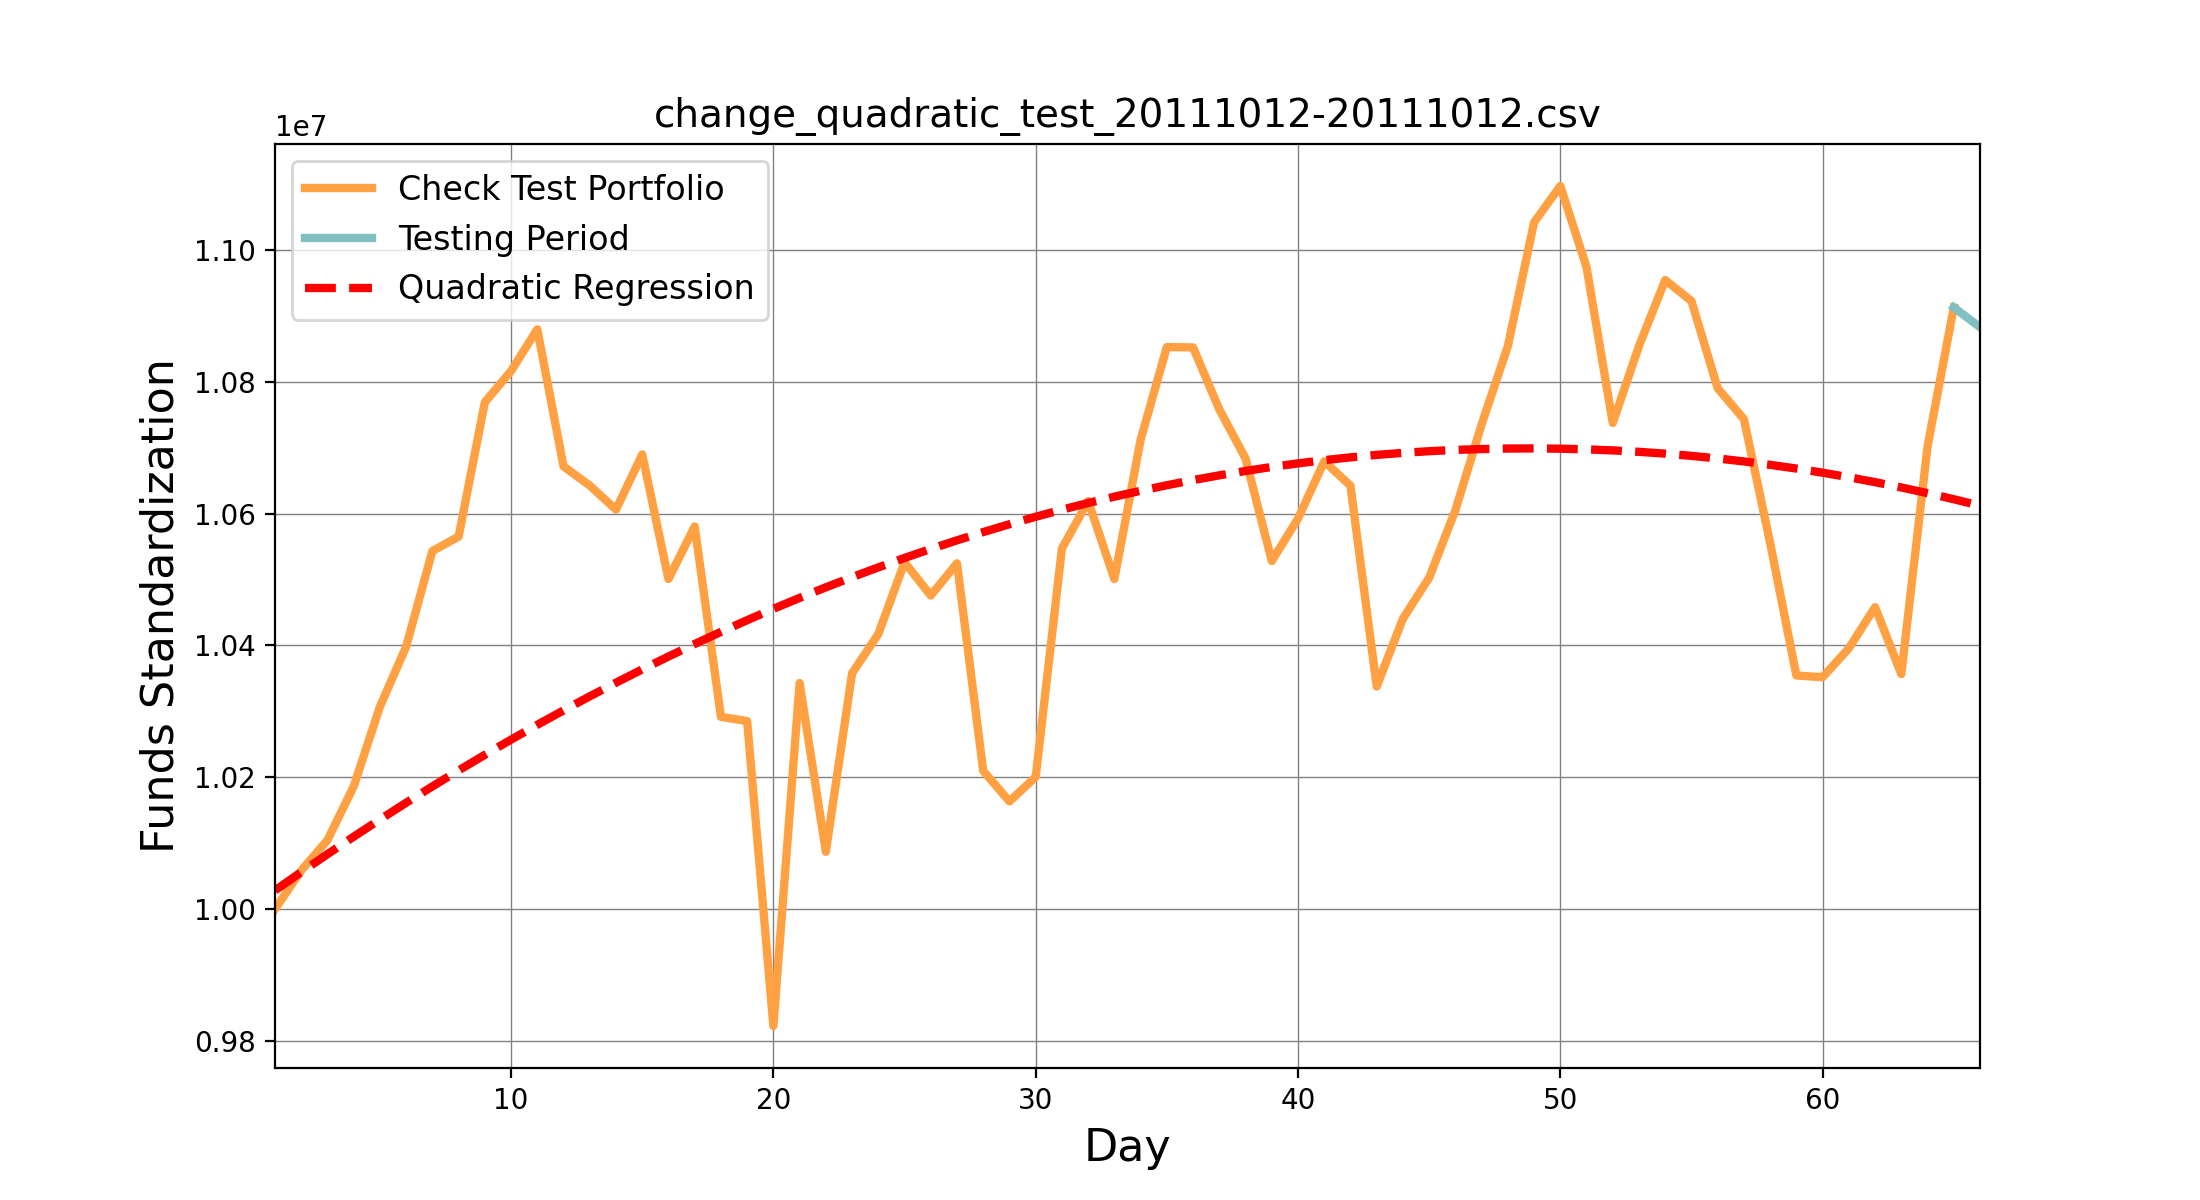 change_quadratic_test_20111012-20111012.csv
1e7
Check Test Portfolio
Testing Period
Quadratic Regression
Funds Standardization
1.10
1.08
1.06
1.04
1.02
1.00
0.98
10 20 30 40 50 60
Day